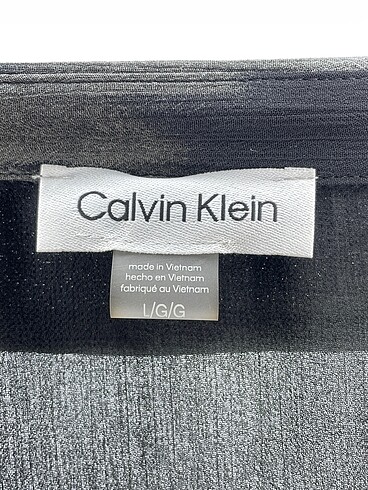 Calvin Klein
made in Vietnam
hecho en Vietnam
fabriqué au Vietnam
L/G/G